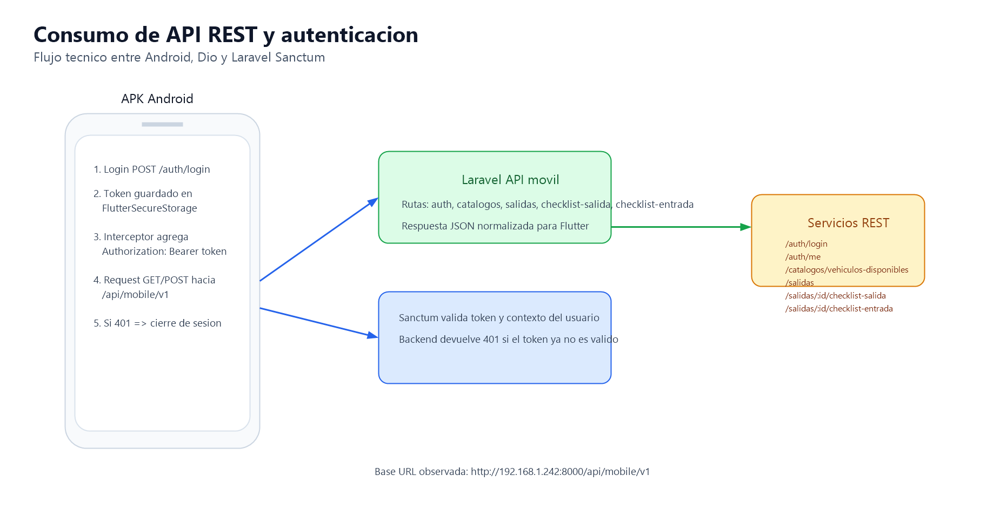 Consumo de API REST y autenticacion
Flujo tecnico entre Android, Dio y Laravel Sanctum
APK Android
1. Login POST /auth/login
2. Token guardado en
FlutterSecureStorage
3. Interceptor agrega
Authorization: Bearer token
4. Request GET/POST hacia
/api/mobile/v1
5. Si 401 => cierre de sesion
Laravel API movil
Rutas: auth, catalogos, salidas, checklist-salida, checklist-entrada
Respuesta JSON normalizada para Flutter
Sanctum valida token y contexto del usuario
Backend devuelve 401 si el token ya no es valido
Servicios REST
/auth/login
/auth/me
/catalogos/vehiculos-disponibles
/salidas
/salidas/:id/checklist-salida
/salidas/:id/checklist-entrada
Base URL observada: http://192.168.1.242:8000/api/mobile/v1